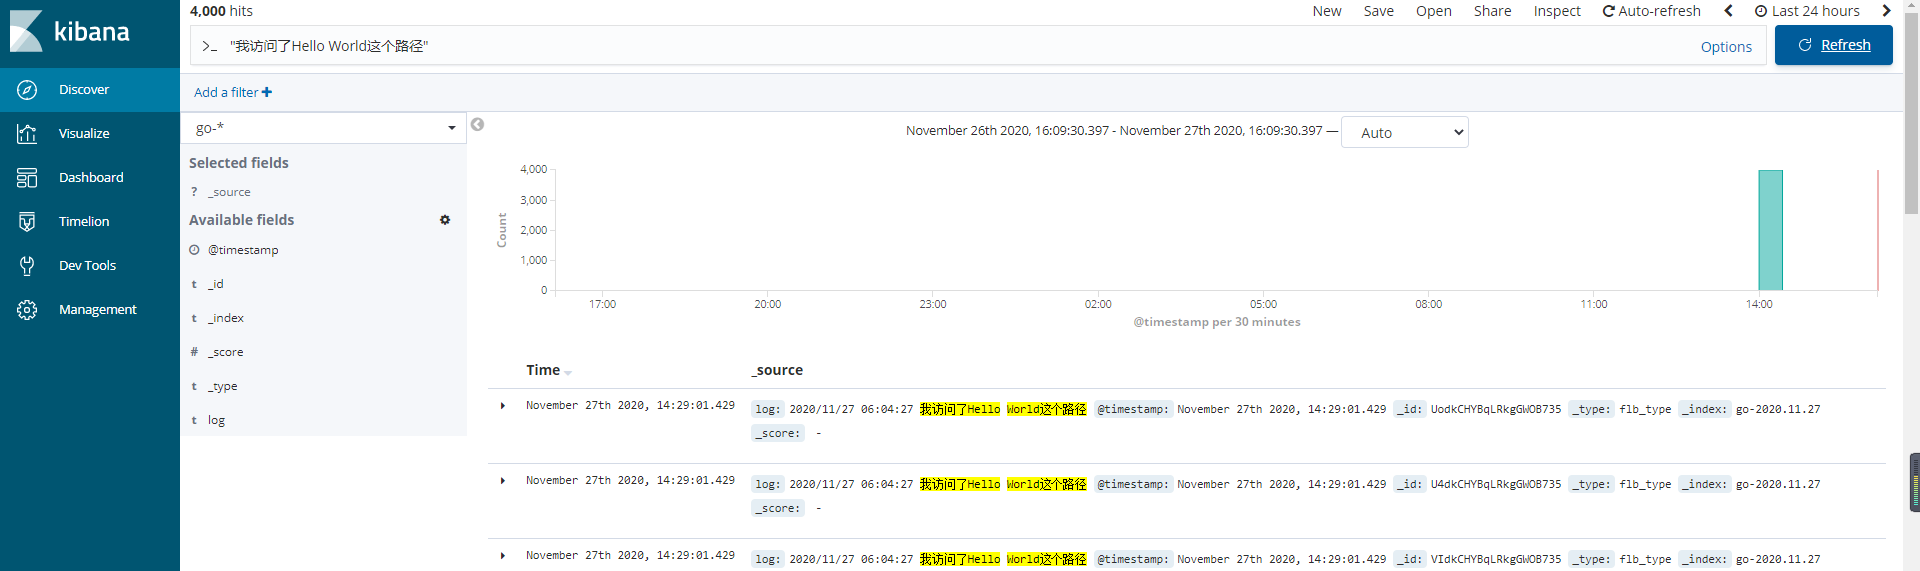 kibana
Discover
Visualize
Dashboard
Timelion
Dev Tools
Management
4,000 hits
New Save Open Share Inspect Auto-refresh Last 24 hours
>_ "我访问了Hello World这个路径" Options Refresh
Add a filter
go-*
Selected fields
? _source
Available fields
@timestamp
t _id
t _index
# _score
t _type
t log
November 26th 2020, 16:09:30.397 - November 27th 2020, 16:09:30.397 — Auto
4,000
3,000
2,000
1,000
0
Count
17:00 20:00 23:00 02:00 05:00 08:00 11:00 14:00
@timestamp per 30 minutes
Time _source
November 27th 2020, 14:29:01.429 log: 2020/11/27 06:04:27 我访问了Hello World这个路径 @timestamp: November 27th 2020, 14:29:01.429 _id: UodkCHYBqLRkgGWOB735 _type: flb_type _index: go-2020.11.27
_score: -
November 27th 2020, 14:29:01.429 log: 2020/11/27 06:04:27 我访问了Hello World这个路径 @timestamp: November 27th 2020, 14:29:01.429 _id: U4dkCHYBqLRkgGWOB735 _type: flb_type _index: go-2020.11.27
_score: -
November 27th 2020, 14:29:01.429 log: 2020/11/27 06:04:27 我访问了Hello World这个路径 @timestamp: November 27th 2020, 14:29:01.429 _id: VIdkCHYBqLRkgGWOB735 _type: flb_type _index: go-2020.11.27